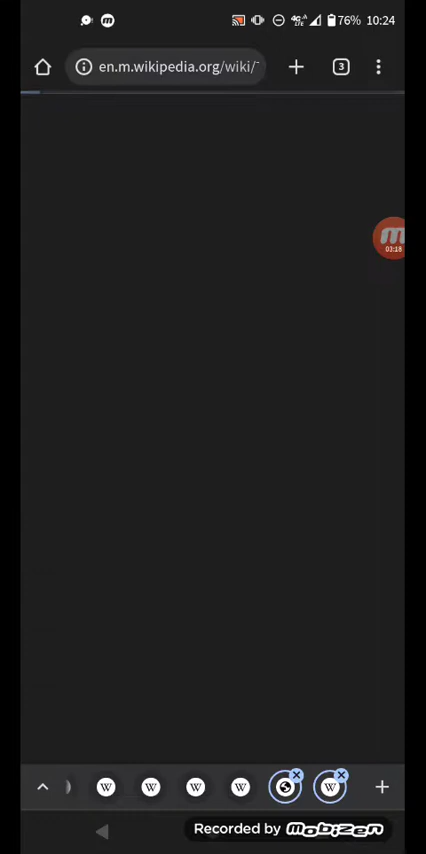 76% 10:24
en.m.wikipedia.org/wiki/
3
m
03:18
W W W W W
Recorded by mobizen